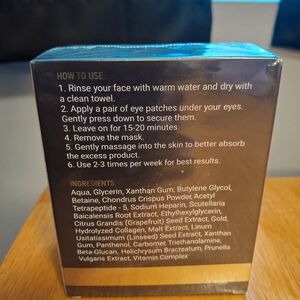 HOW TO USE:
1. Rinse your face with warm water and dry with
a clean towel.
2. Apply a pair of eye patches under your eyes.
Gently press down to secure them.
3. Leave on for 15-20 minutes.
4. Remove the mask.
5. Gently massage into the skin to better absorb
the excess product.
6. Use 2-3 times per week for best results.
INGREDIENTS:
Aqua, Glycerin, Xanthan Gum, Butylene Glycol,
Betaine, Chondrus Crispus Powder, Acetyl
Tetrapeptide - 5, Sodium Heparin, Scutellaria
Baicalensis Root Extract, Ethylhexylglycerin,
Citrus Grandis (Grapefruit) Seed Extract, Gold,
Hydrolyzed Collagen, Malt Extract, Linum
Usitatissimum (Linseed) Seed Extract, Xanthan
Gum, Panthenol, Carbomer, Triethanolamine,
Beta-Glucan, Helichrysum Bracteatum, Prunella
Vulgaris Extract, Vitamin Complex